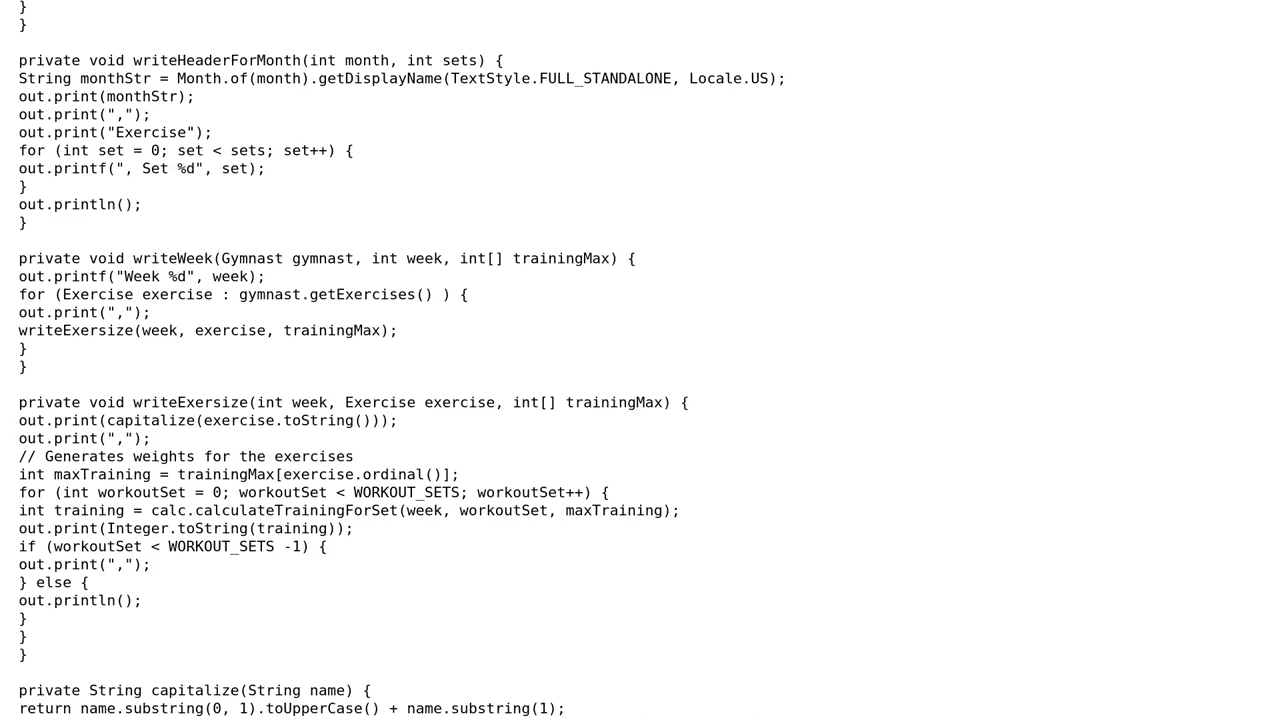 }
}
private void writeHeaderForMonth(int month, int sets) {
String monthStr = Month.of(month).getDisplayName(TextStyle.FULL_STANDALONE, Locale.US);
out.print(monthStr);
out.print(",");
out.print("Exercise");
for (int set = 0; set < sets; set++) {
out.printf(", Set %d", set);
}
out.println();
}
private void writeWeek(Gymnast gymnast, int week, int[] trainingMax) {
out.printf("Week %d", week);
for (Exercise exercise : gymnast.getExercises() ) {
out.print(",");
writeExersize(week, exercise, trainingMax);
}
}
private void writeExersize(int week, Exercise exercise, int[] trainingMax) {
out.print(capitalize(exercise.toString()));
out.print(",");
// Generates weights for the exercises
int maxTraining = trainingMax[exercise.ordinal()];
for (int workoutSet = 0; workoutSet < WORKOUT_SETS; workoutSet++) {
int training = calc.calculateTrainingForSet(week, workoutSet, maxTraining);
out.print(Integer.toString(training));
if (workoutSet < WORKOUT_SETS -1) {
out.print(",");
} else {
out.println();
}
}
}
private String capitalize(String name) {
return name.substring(0, 1).toUpperCase() + name.substring(1);